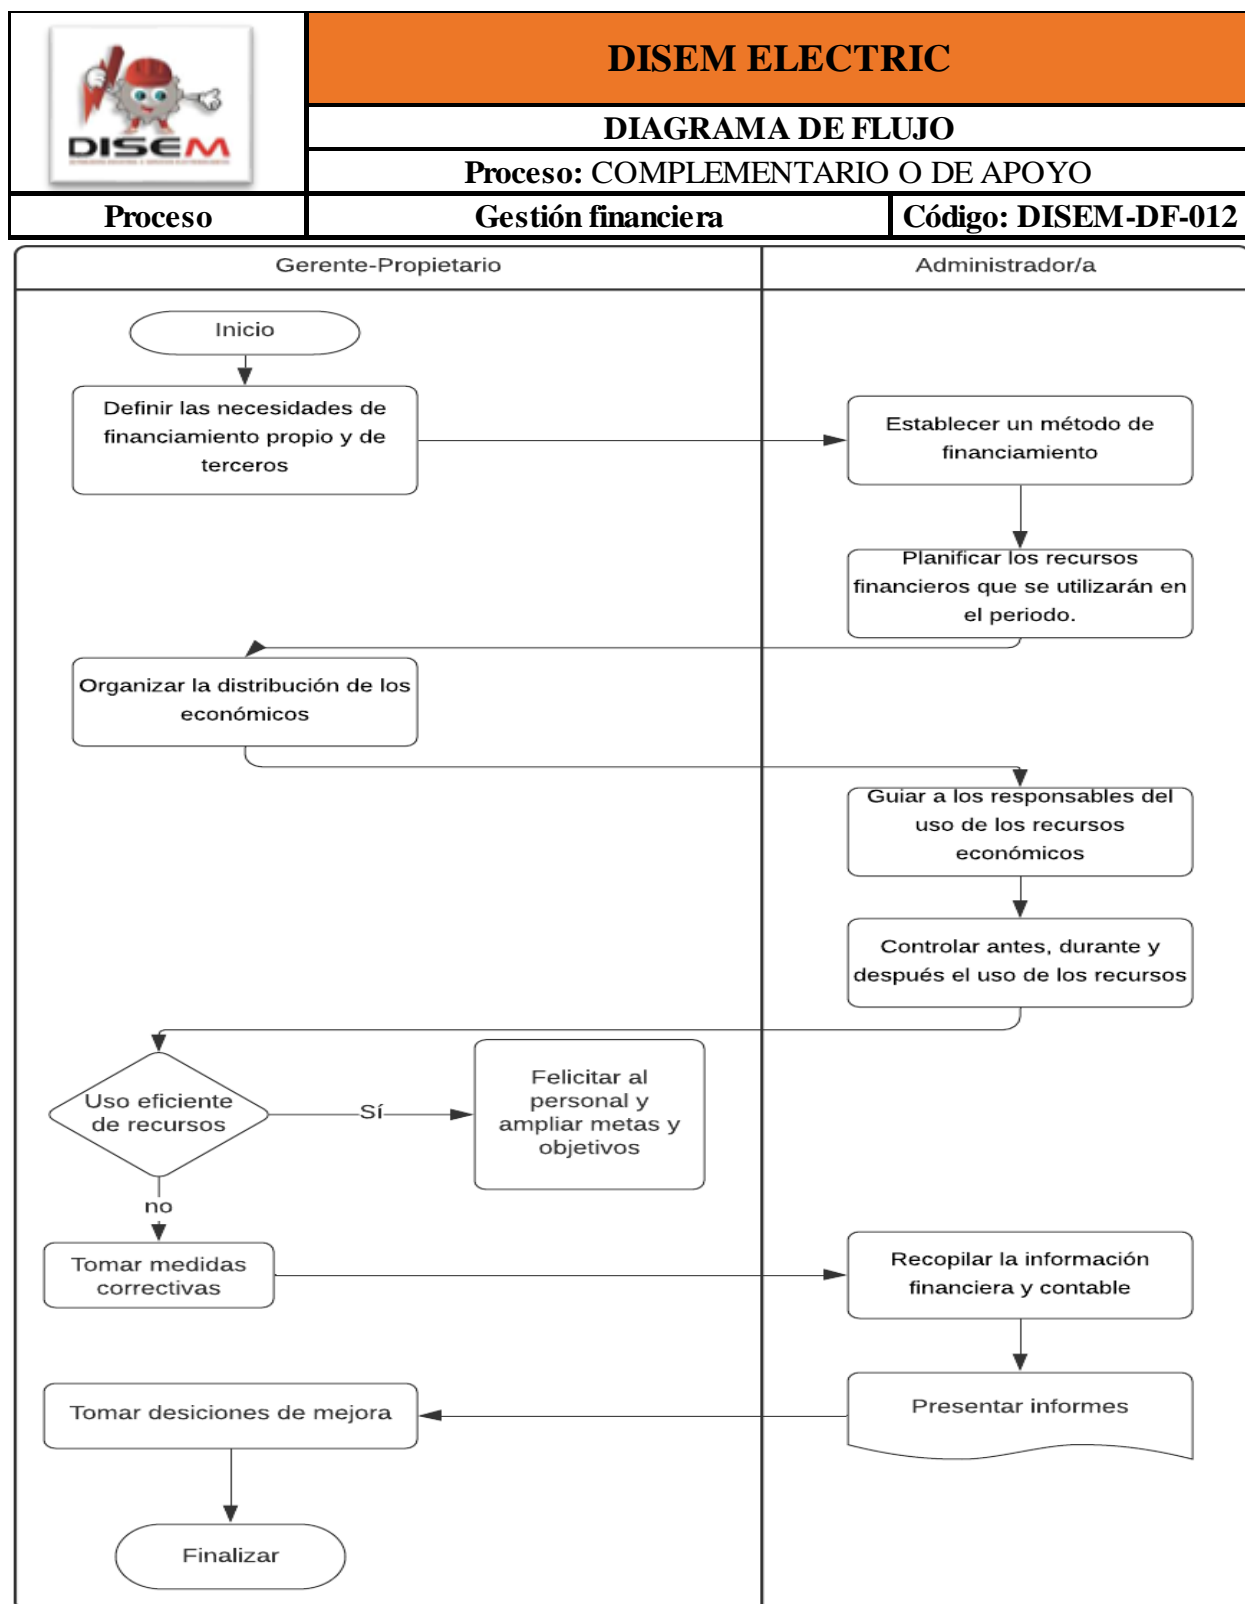 DISEM
DISEM ELECTRIC
DIAGRAMA DE FLUJO
Proceso: COMPLEMENTARIO O DE APOYO
Proceso
Gestión financiera
Código: DISEM-DF-012
Gerente-Propietario
Administrador/a
Inicio
Definir las necesidades de
financiamiento propio y de
terceros
Establecer un método de
financiamiento
Planificar los recursos
financieros que se utilizarán en
el periodo.
Organizar la distribución de los
económicos
Guiar a los responsables del
uso de los recursos
económicos
Controlar antes, durante y
después el uso de los recursos
Uso eficiente
de recursos
Sí
Felicitar al
personal y
ampliar metas y
objetivos
no
Tomar medidas
correctivas
Recopilar la información
financiera y contable
Presentar informes
Tomar desiciones de mejora
Finalizar